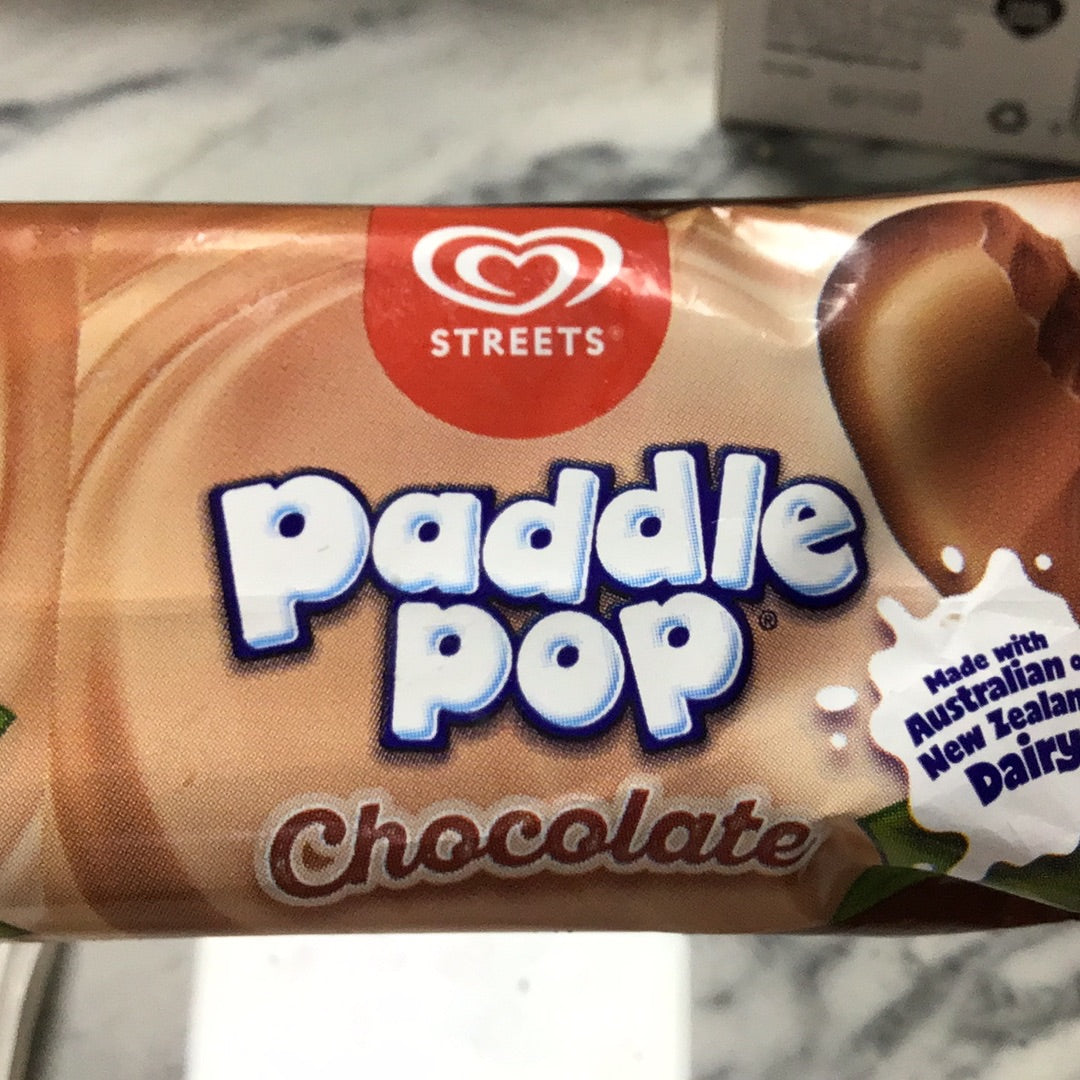 STREETS®
Paddle
Pop®
Chocolate
Made with
Australian o
New Zealan
Dairy